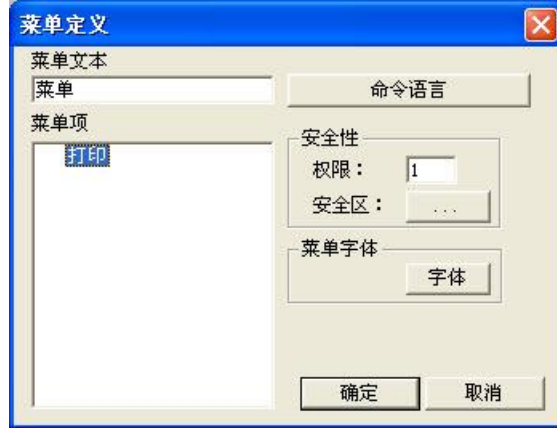 菜单定义
菜单文本
菜单
命令语言
菜单项
打印
安全性
权限：
1
安全区：
...
菜单字体
字体
确定
取消